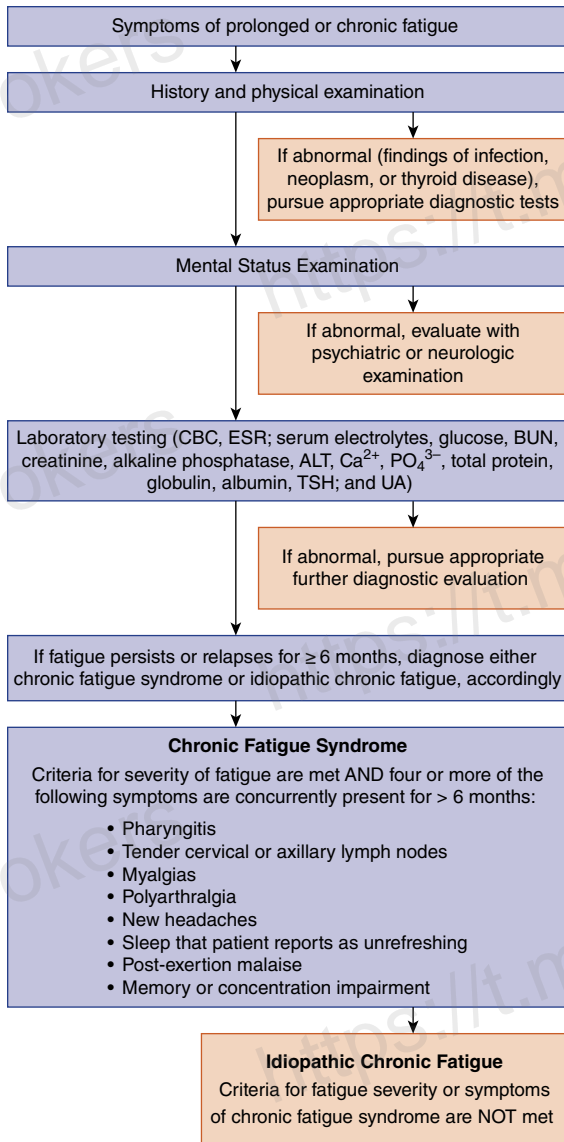 Symptoms of prolonged or chronic fatigue
History and physical examination
If abnormal (findings of infection,
neoplasm, or thyroid disease),
pursue appropriate diagnostic tests
Mental Status Examination
If abnormal, evaluate with
psychiatric or neurologic
examination
Laboratory testing (CBC, ESR; serum electrolytes, glucose, BUN,
creatinine, alkaline phosphatase, ALT, Ca²⁺, PO₄³⁻, total protein,
globulin, albumin, TSH; and UA)
If abnormal, pursue appropriate
further diagnostic evaluation
If fatigue persists or relapses for ≥ 6 months, diagnose either
chronic fatigue syndrome or idiopathic chronic fatigue, accordingly
Chronic Fatigue Syndrome
Criteria for severity of fatigue are met AND four or more of the
following symptoms are concurrently present for > 6 months:
• Pharyngitis
• Tender cervical or axillary lymph nodes
• Myalgias
• Polyarthralgia
• New headaches
• Sleep that patient reports as unrefreshing
• Post-exertion malaise
• Memory or concentration impairment
Idiopathic Chronic Fatigue
Criteria for fatigue severity or symptoms
of chronic fatigue syndrome are NOT met
okers
https://t.m
okers
https://t.m
okers
https://t.m